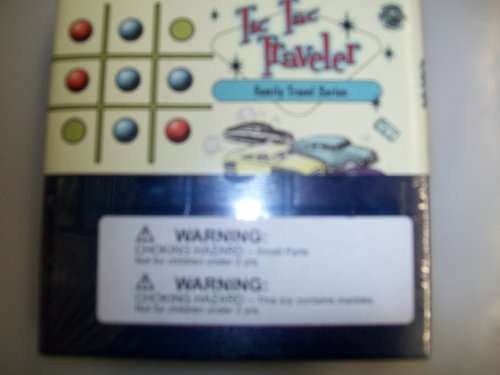 Tic Tac
Traveler
Family Travel Series
WARNING:
CHOKING HAZARD -- Small Parts
Not for children under 3 yrs.
WARNING:
CHOKING HAZARD -- This toy contains marbles.
Not for children under 3 yrs.